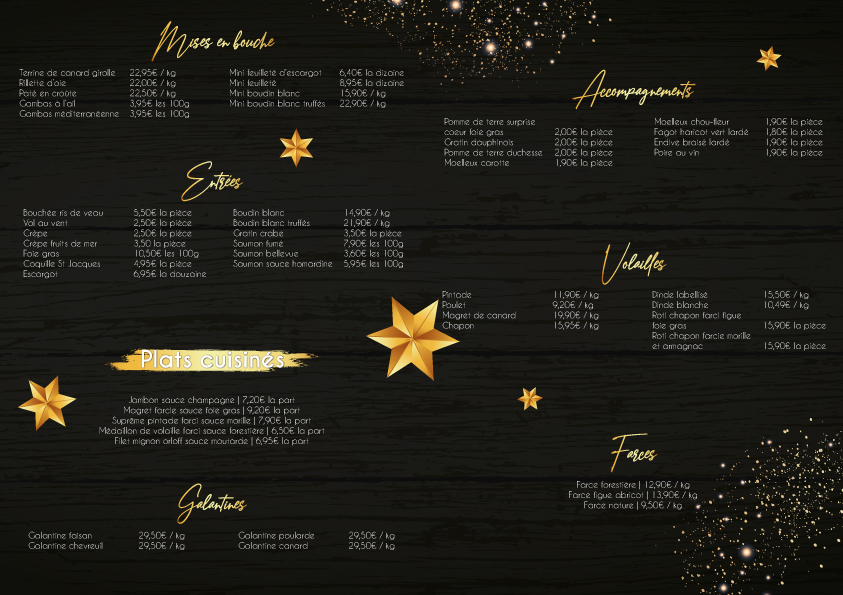 Mises en bouche
Terrine de canard girolle 22,95€ / kg
Rillette d'oie 22,00€ / kg
Paté en croûte 22,50€ / kg
Gambas à l'ail 3,95€ les 100g
Gambas méditerranéenne 3,95€ les 100g
Mini feuilleté d'escargot 6,40€ la dizaine
Mini feuilleté 8,95€ la dizaine
Mini boudin blanc 15,90€ / kg
Mini boudin blanc truffés 22,90€ / kg
Entrées
Bouchée ris de veau 5,50€ la pièce
Vol au vent 2,50€ la pièce
Crêpe 2,50€ la pièce
Crêpe fruits de mer 3,50 la pièce
Foie gras 10,50€ les 100g
Coquille St Jacques 4,95€ la pièce
Escargot 6,95€ la douzaine
Boudin blanc 14,90€ / kg
Boudin blanc truffés 21,90€ / kg
Gratin crabe 3,50€ la pièce
Saumon fumé 7,90€ les 100g
Saumon bellevue 3,60€ les 100g
Saumon sauce homardine 5,95€ les 100g
Plats cuisinés
Jambon sauce champagne | 7,20€ la part
Magret farcie sauce foie gras | 9,20€ la part
Suprême pintade farci sauce morille | 7,90€ la part
Médaillon de volaille farci sauce forestière | 6,50€ la part
Filet mignon orloff sauce moutarde | 6,95€ la part
Galantines
Galantine faisan 29,50€ / kg
Galantine chevreuil 29,50€ / kg
Galantine poularde 29,50€ / kg
Galantine canard 29,50€ / kg
Accompagnements
Pomme de terre surprise
coeur foie gras 2,00€ la pièce
Gratin dauphinois 2,00€ la pièce
Pomme de terre duchesse 2,00€ la pièce
Moelleux carotte 1,90€ la pièce
Moelleux chou-fleur 1,90€ la pièce
Fagot haricot vert lardé 1,80€ la pièce
Endive braisé lardé 1,90€ la pièce
Poire au vin 1,90€ la pièce
Volailles
Pintade 11,90€ / kg
Poulet 9,20€ / kg
Magret de canard 19,90€ / kg
Chapon 15,95€ / kg
Dinde labellisé 15,50€ / kg
Dinde blanche 10,49€ / kg
Roti chapon farci figue
foie gras 15,90€ la pièce
Roti chapon farcie morille
et armagnac 15,90€ la pièce
Farces
Farce forestière | 12,90€ / kg
Farce figue abricot | 13,90€ / kg
Farce nature | 9,50€ / kg